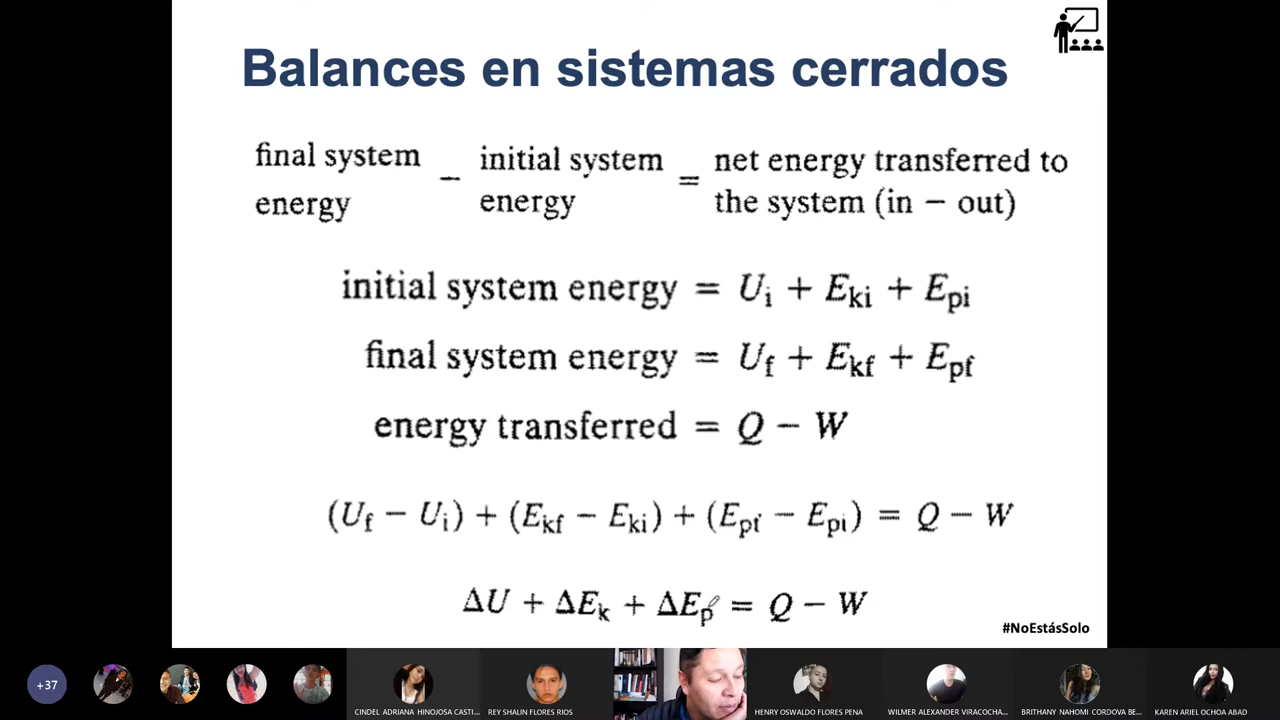 Balances en sistemas cerrados
final system energy − initial system energy = net energy transferred to the system (in − out)
initial system energy = Ui + Eki + Epi
final system energy = Uf + Ekf + Epf
energy transferred = Q − W
(Uf − Ui) + (Ekf − Eki) + (Epf − Epi) = Q − W
ΔU + ΔEk + ΔEp = Q − W
#NoEstásSolo
+37
CINDEL ADRIANA HINOJOSA CASTI...
REY SHALIN FLORES RIOS
HENRY OSWALDO FLORES PENA
WILMER ALEXANDER VIRACOCHA...
BRITHANY NAHOMI CORDOVA BE...
KAREN ARIEL OCHOA ABAD